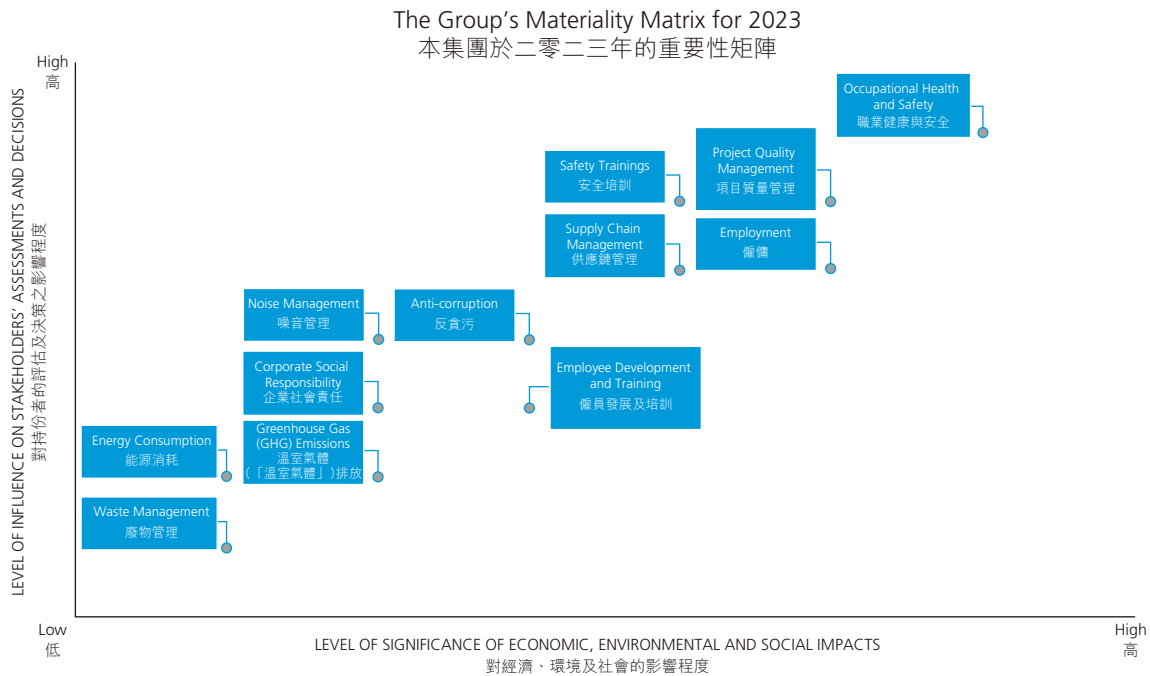 The Group's Materiality Matrix for 2023
本集團於二零二三年的重要性矩陣
High
高
LEVEL OF INFLUENCE ON STAKEHOLDERS' ASSESSMENTS AND DECISIONS
對持份者的評估及決策之影響程度
Occupational Health
and Safety
職業健康與安全
Project Quality
Management
項目質量管理
Safety Trainings
安全培訓
Supply Chain
Management
供應鏈管理
Employment
僱傭
Noise Management
噪音管理
Anti-corruption
反貪污
Corporate Social
Responsibility
企業社會責任
Employee Development
and Training
僱員發展及培訓
Energy Consumption
能源消耗
Greenhouse Gas
(GHG) Emissions
溫室氣體
(「溫室氣體」)排放
Waste Management
廢物管理
Low
低
LEVEL OF SIGNIFICANCE OF ECONOMIC, ENVIRONMENTAL AND SOCIAL IMPACTS
對經濟、環境及社會的影響程度
High
高